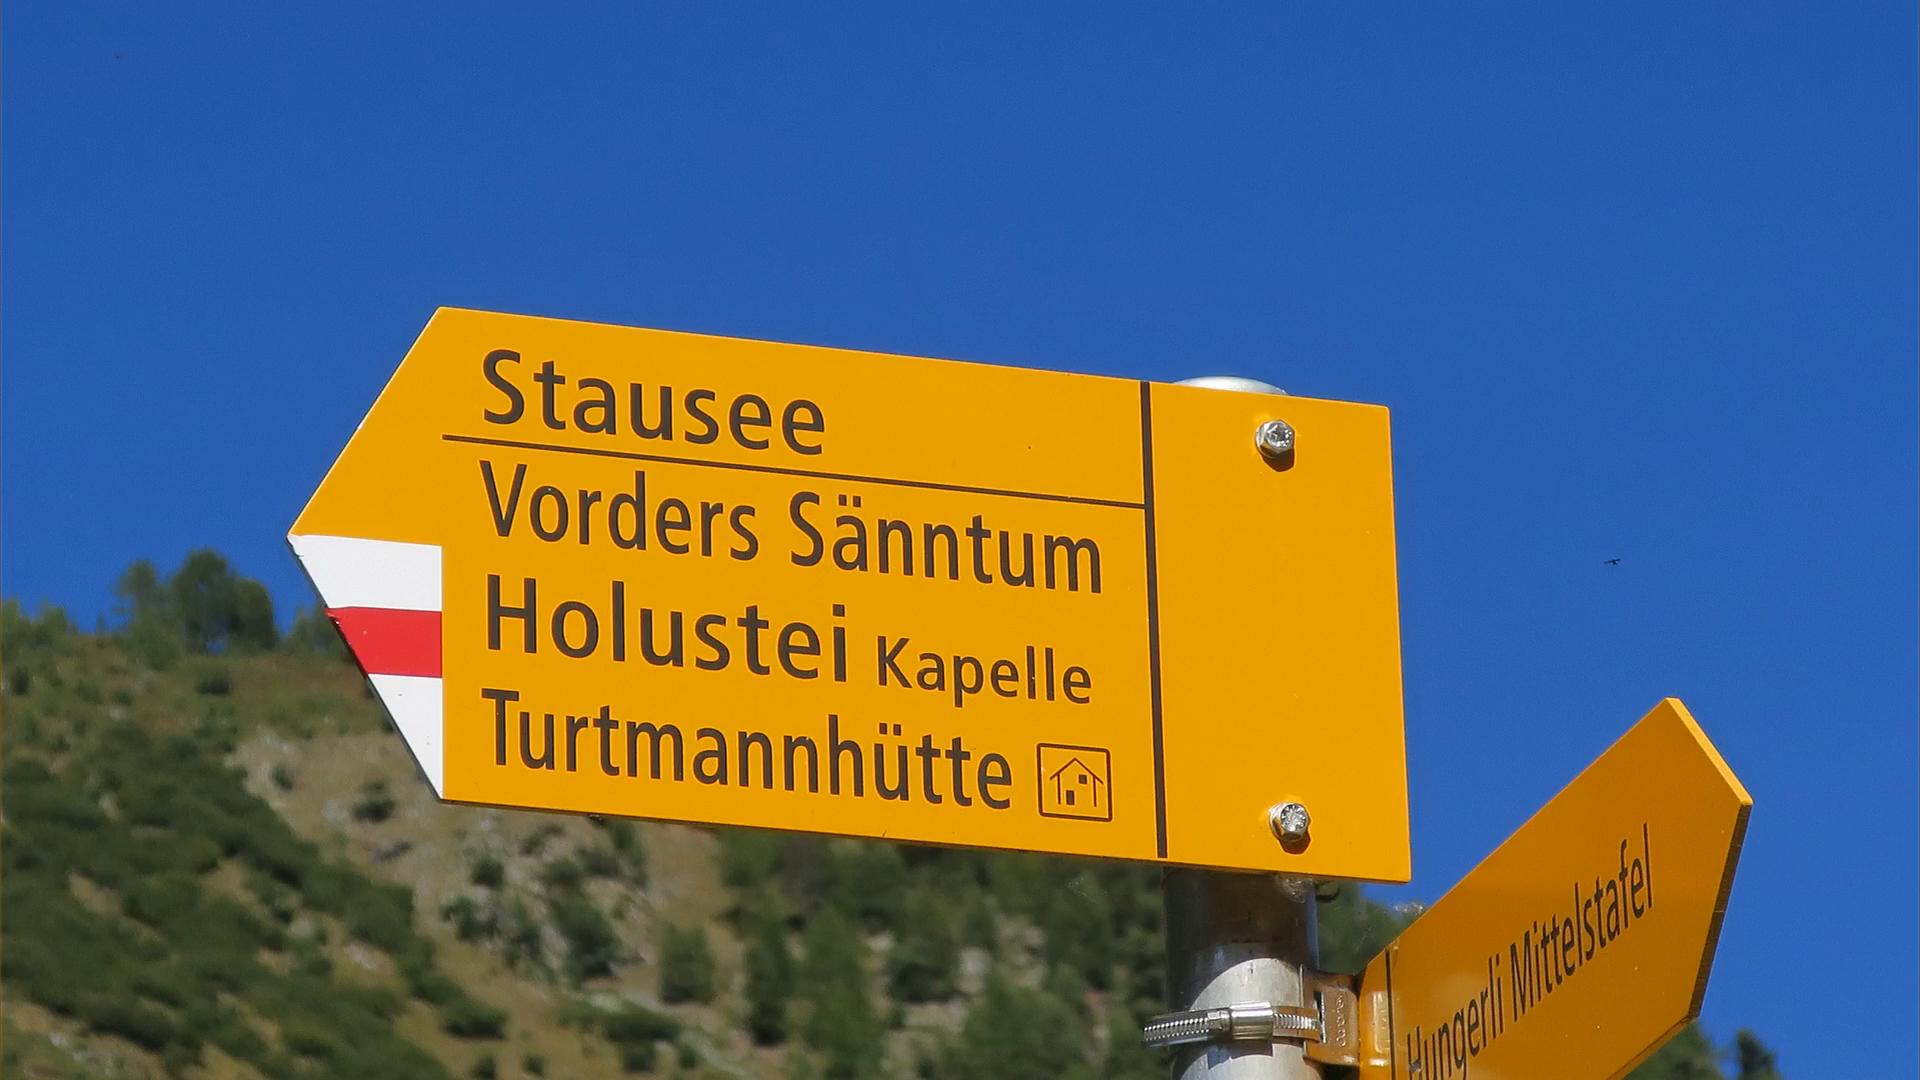 Stausee
Vorders Sänntum
Holustei Kapelle
Turtmannhütte
Hungerli Mittelstafel